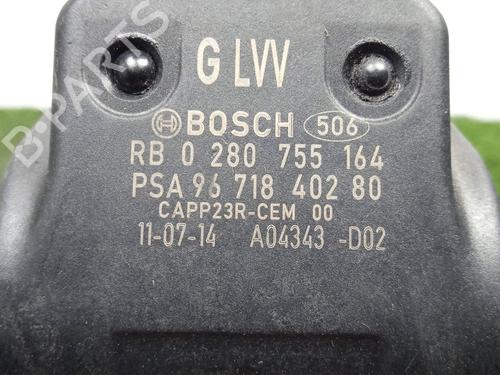 G LVV
BOSCH 506
RB 0 280 755 164
PSA 96 718 402 80
CAPP23R-CEM 00
11-07-14 A04343 -D02
B-PARTS